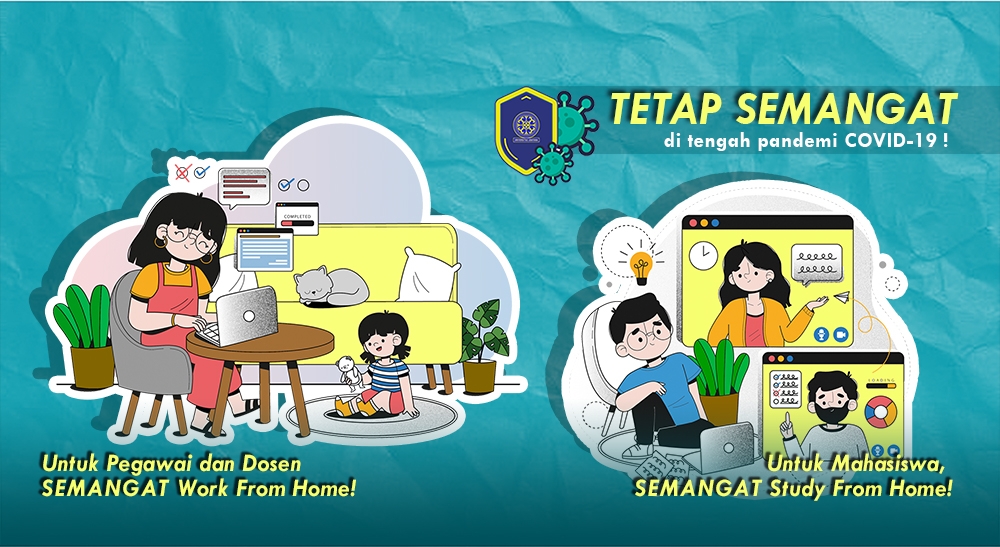 TETAP SEMANGAT
di tengah pandemi COVID-19 !
COMPLETED
LOADING
Untuk Pegawai dan Dosen
SEMANGAT Work From Home!
Untuk Mahasiswa,
SEMANGAT Study From Home!